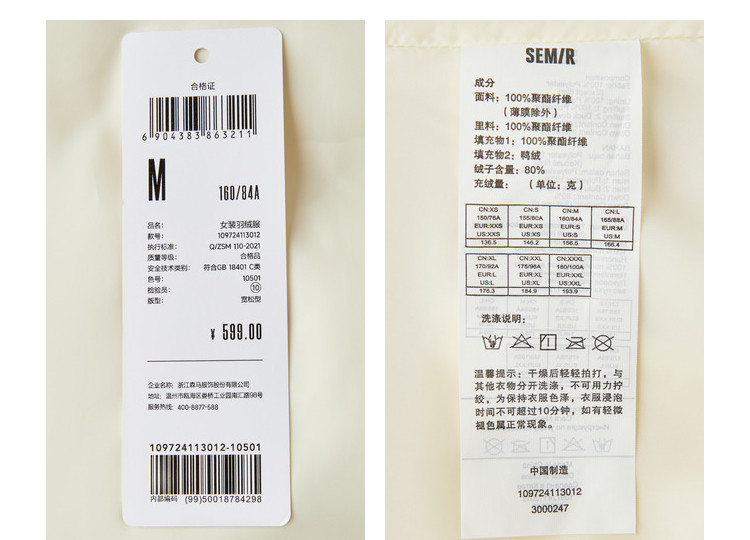 合格证
6 904383 863211
M
160/84A
品名: 女装羽绒服
款号: 109724113012
执行标准: Q/ZSM 110-2021
质量等级: 合格品
安全技术类别: 符合GB 18401 C类
色号: 10501
检验员: 10
版型: 宽松型
¥ 599.00
企业名称: 浙江森马服饰股份有限公司
地址: 温州市瓯海区娄桥工业园南汇路98号
服务热线: 400-8877-588
109724113012-10501
内部编码 (99)50018784298
SEMIR
成分
面料: 100%聚酯纤维
(薄膜除外)
里料: 100%聚酯纤维
填充物1: 100%聚酯纤维
填充物2: 鸭绒
绒子含量: 80%
充绒量: (单位: 克)
CN:XS CN:S CN:M CN:L
150/76A 155/80A 160/84A 165/88A
EUR:XXS EUR:XS EUR:S EUR:M
US:XXS US:XS US:S US:M
136.5 146.2 156.5 166.4
CN:XL CN:XXL CN:XXXL
170/92A 175/96A 180/100A
EUR:L EUR:XL EUR:XXL
US:L US:XL US:XXL
176.3 184.9 193.9
洗涤说明:
温馨提示: 干燥后轻轻拍打, 与
其他衣物分开洗涤, 不可用力拧
绞, 为保持衣服色泽, 衣服浸泡
时间不可超过10分钟, 如有轻微
褪色属正常现象。
中国制造
109724113012
3000247